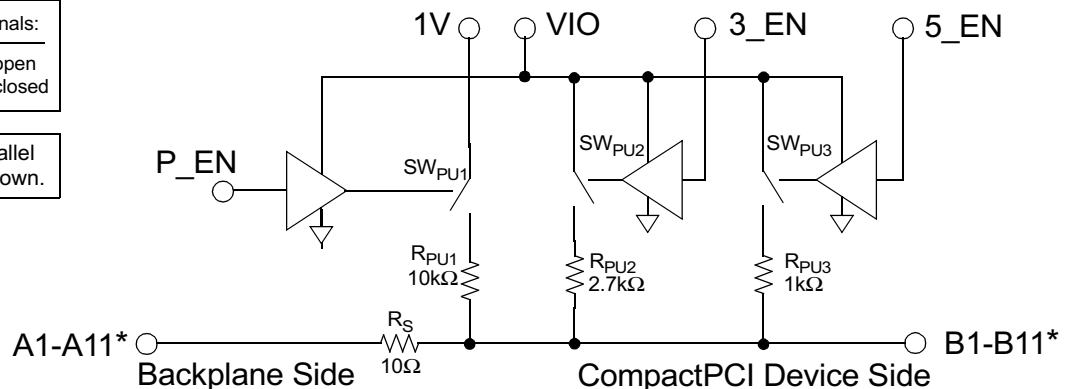 nals:
open
closed
allel
own.
1V
VIO
3_EN
5_EN
P_EN
SWPU1
SWPU2
SWPU3
RPU1
10kΩ
RPU2
2.7kΩ
RPU3
1kΩ
A1-A11*
RS
10Ω
B1-B11*
Backplane Side
CompactPCI Device Side